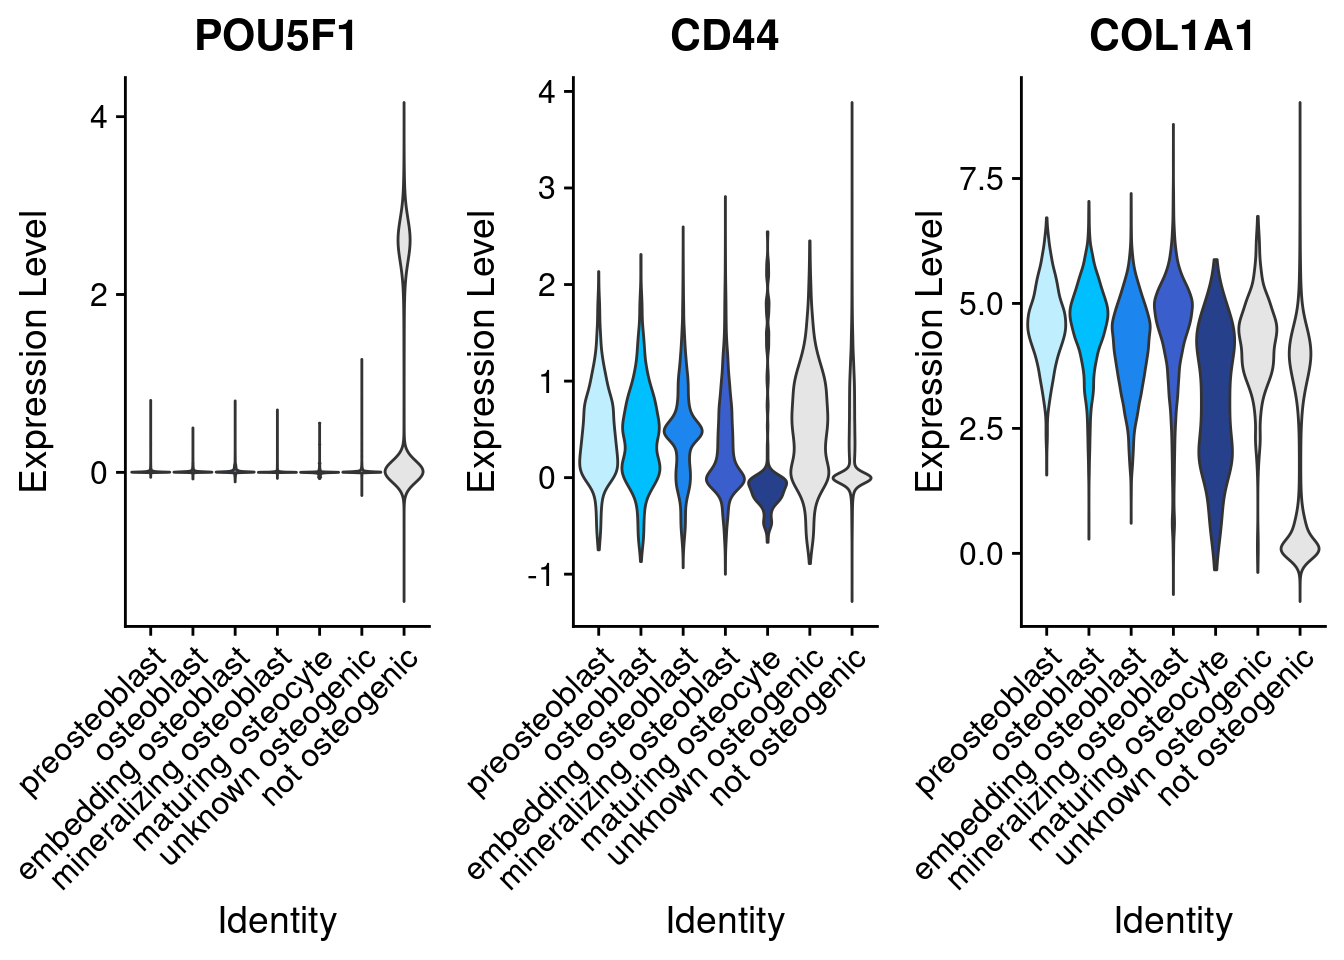 POU5F1
CD44
COL1A1
Expression Level
4
2
0
preosteoblast
osteoblast
embedding osteoblast
mineralizing osteoblast
maturing osteocyte
unknown osteogenic
not osteogenic
Identity
Expression Level
4
3
2
1
0
-1
preosteoblast
osteoblast
embedding osteoblast
mineralizing osteoblast
maturing osteocyte
unknown osteogenic
not osteogenic
Identity
Expression Level
7.5
5.0
2.5
0.0
preosteoblast
osteoblast
embedding osteoblast
mineralizing osteoblast
maturing osteocyte
unknown osteogenic
not osteogenic
Identity